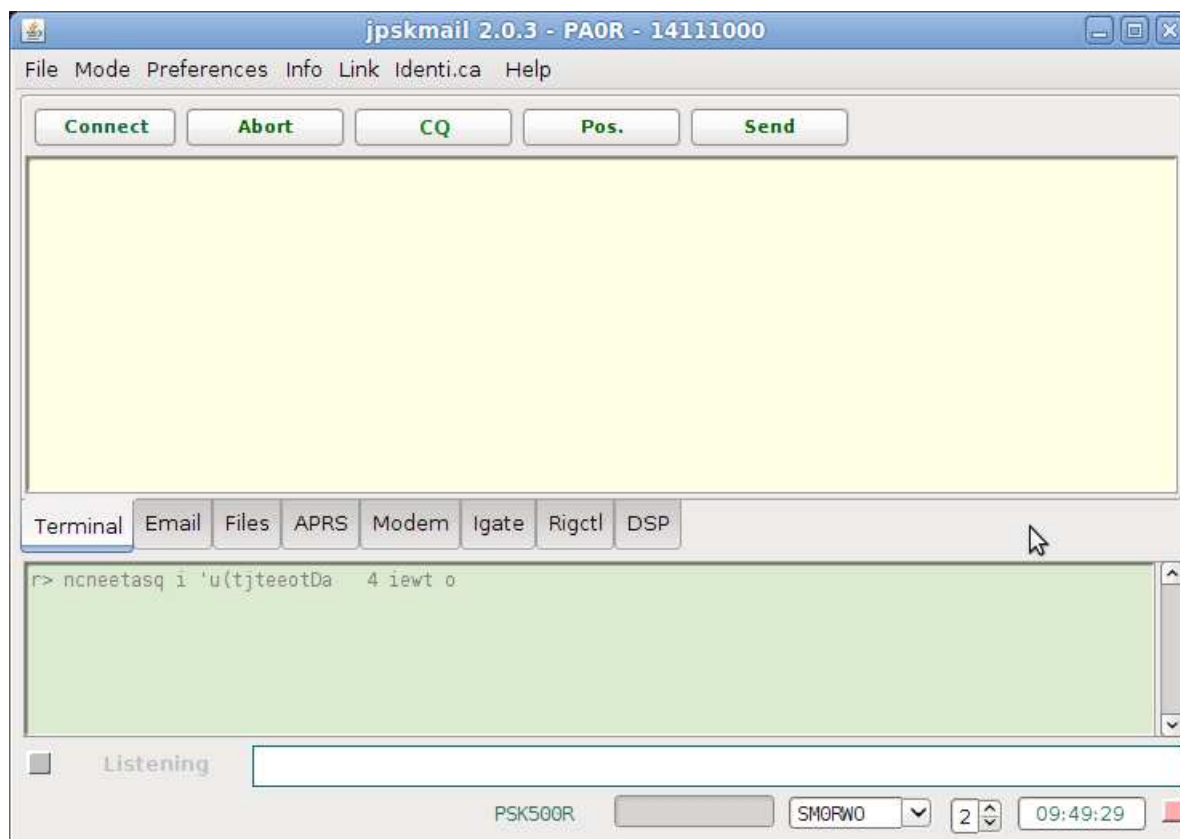 jpskmail 2.0.3 - PA0R - 14111000
File Mode Preferences Info Link Identi.ca Help
Connect Abort CQ Pos. Send
Terminal Email Files APRS Modem Igate Rigctl DSP
r> ncneetasq i 'u(tjteeotDa   4 iewt o
Listening
PSK500R SM0RWO 2 09:49:29